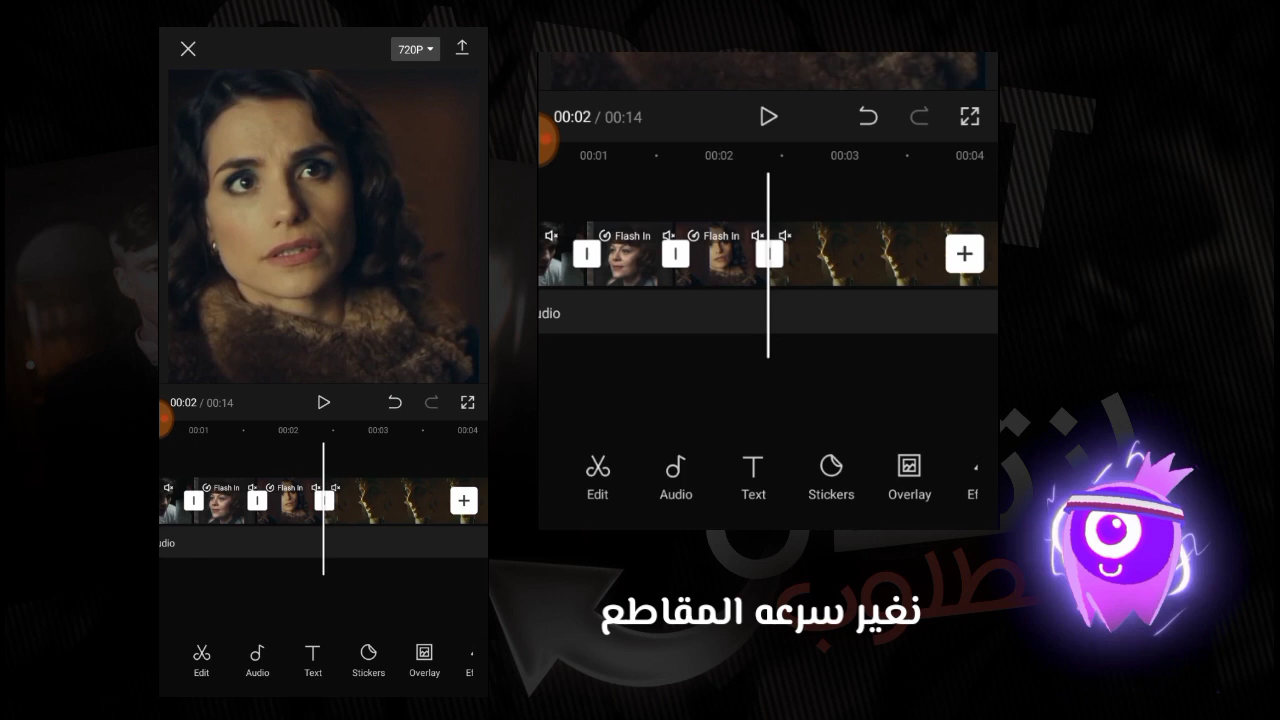 720P
00:02 / 00:14
00:01
00:02
00:03
00:04
Flash In
Flash In
Edit
Audio
Text
Stickers
Overlay
00:02 / 00:14
00:01
00:02
00:03
00:04
Flash In
Flash In
Edit
Audio
Text
Stickers
Overlay
نغير سرعه المقاطع